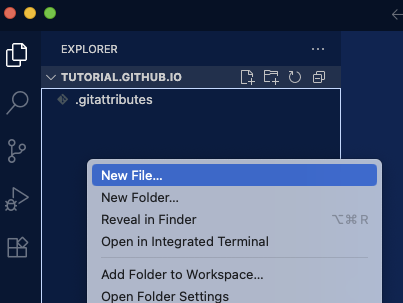 EXPLORER
TUTORIAL.GITHUB.IO
.gitattributes
New File...
New Folder...
Reveal in Finder ⌥⌘R
Open in Integrated Terminal
Add Folder to Workspace...
Open Folder Settings